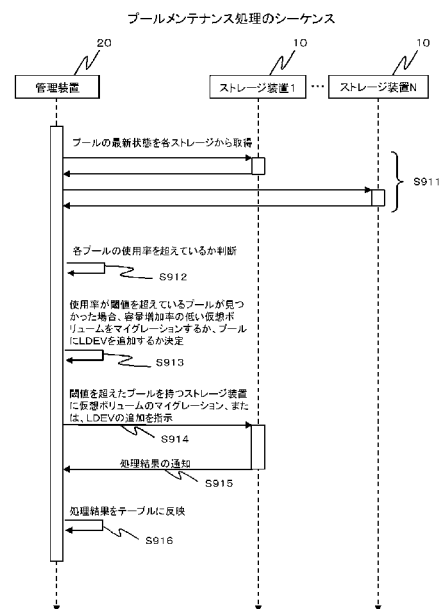 プールメンテナンス処理のシーケンス
20
10
10
管理装置
ストレージ装置1
…
ストレージ装置N
プールの最新状態を各ストレージから取得
S911
各プールの使用率を超えているか判断
S912
使用率が閾値を超えているプールが見つ
かった場合、容量増加率の低い仮想ボ
リュームをマイグレーションするか、プール
にLDEVを追加するか決定
S913
閾値を超えたプールを持つストレージ装置
に仮想ボリュームのマイグレーション、また
は、LDEVの追加を指示
S914
処理結果の通知
S915
処理結果をテーブルに反映
S916